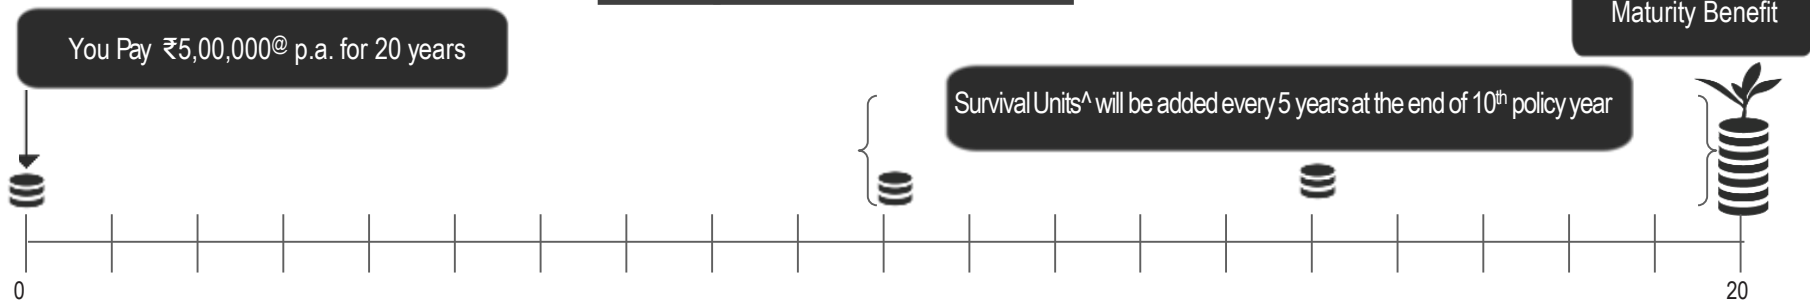 Maturity Benefit
You Pay ₹5,00,000@ p.a. for 20 years
Survival Units^ will be added every 5 years at the end of 10th policy year
0
20